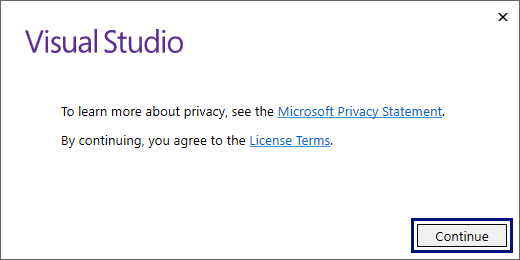 Visual Studio
To learn more about privacy, see the Microsoft Privacy Statement.
By continuing, you agree to the License Terms.
Continue